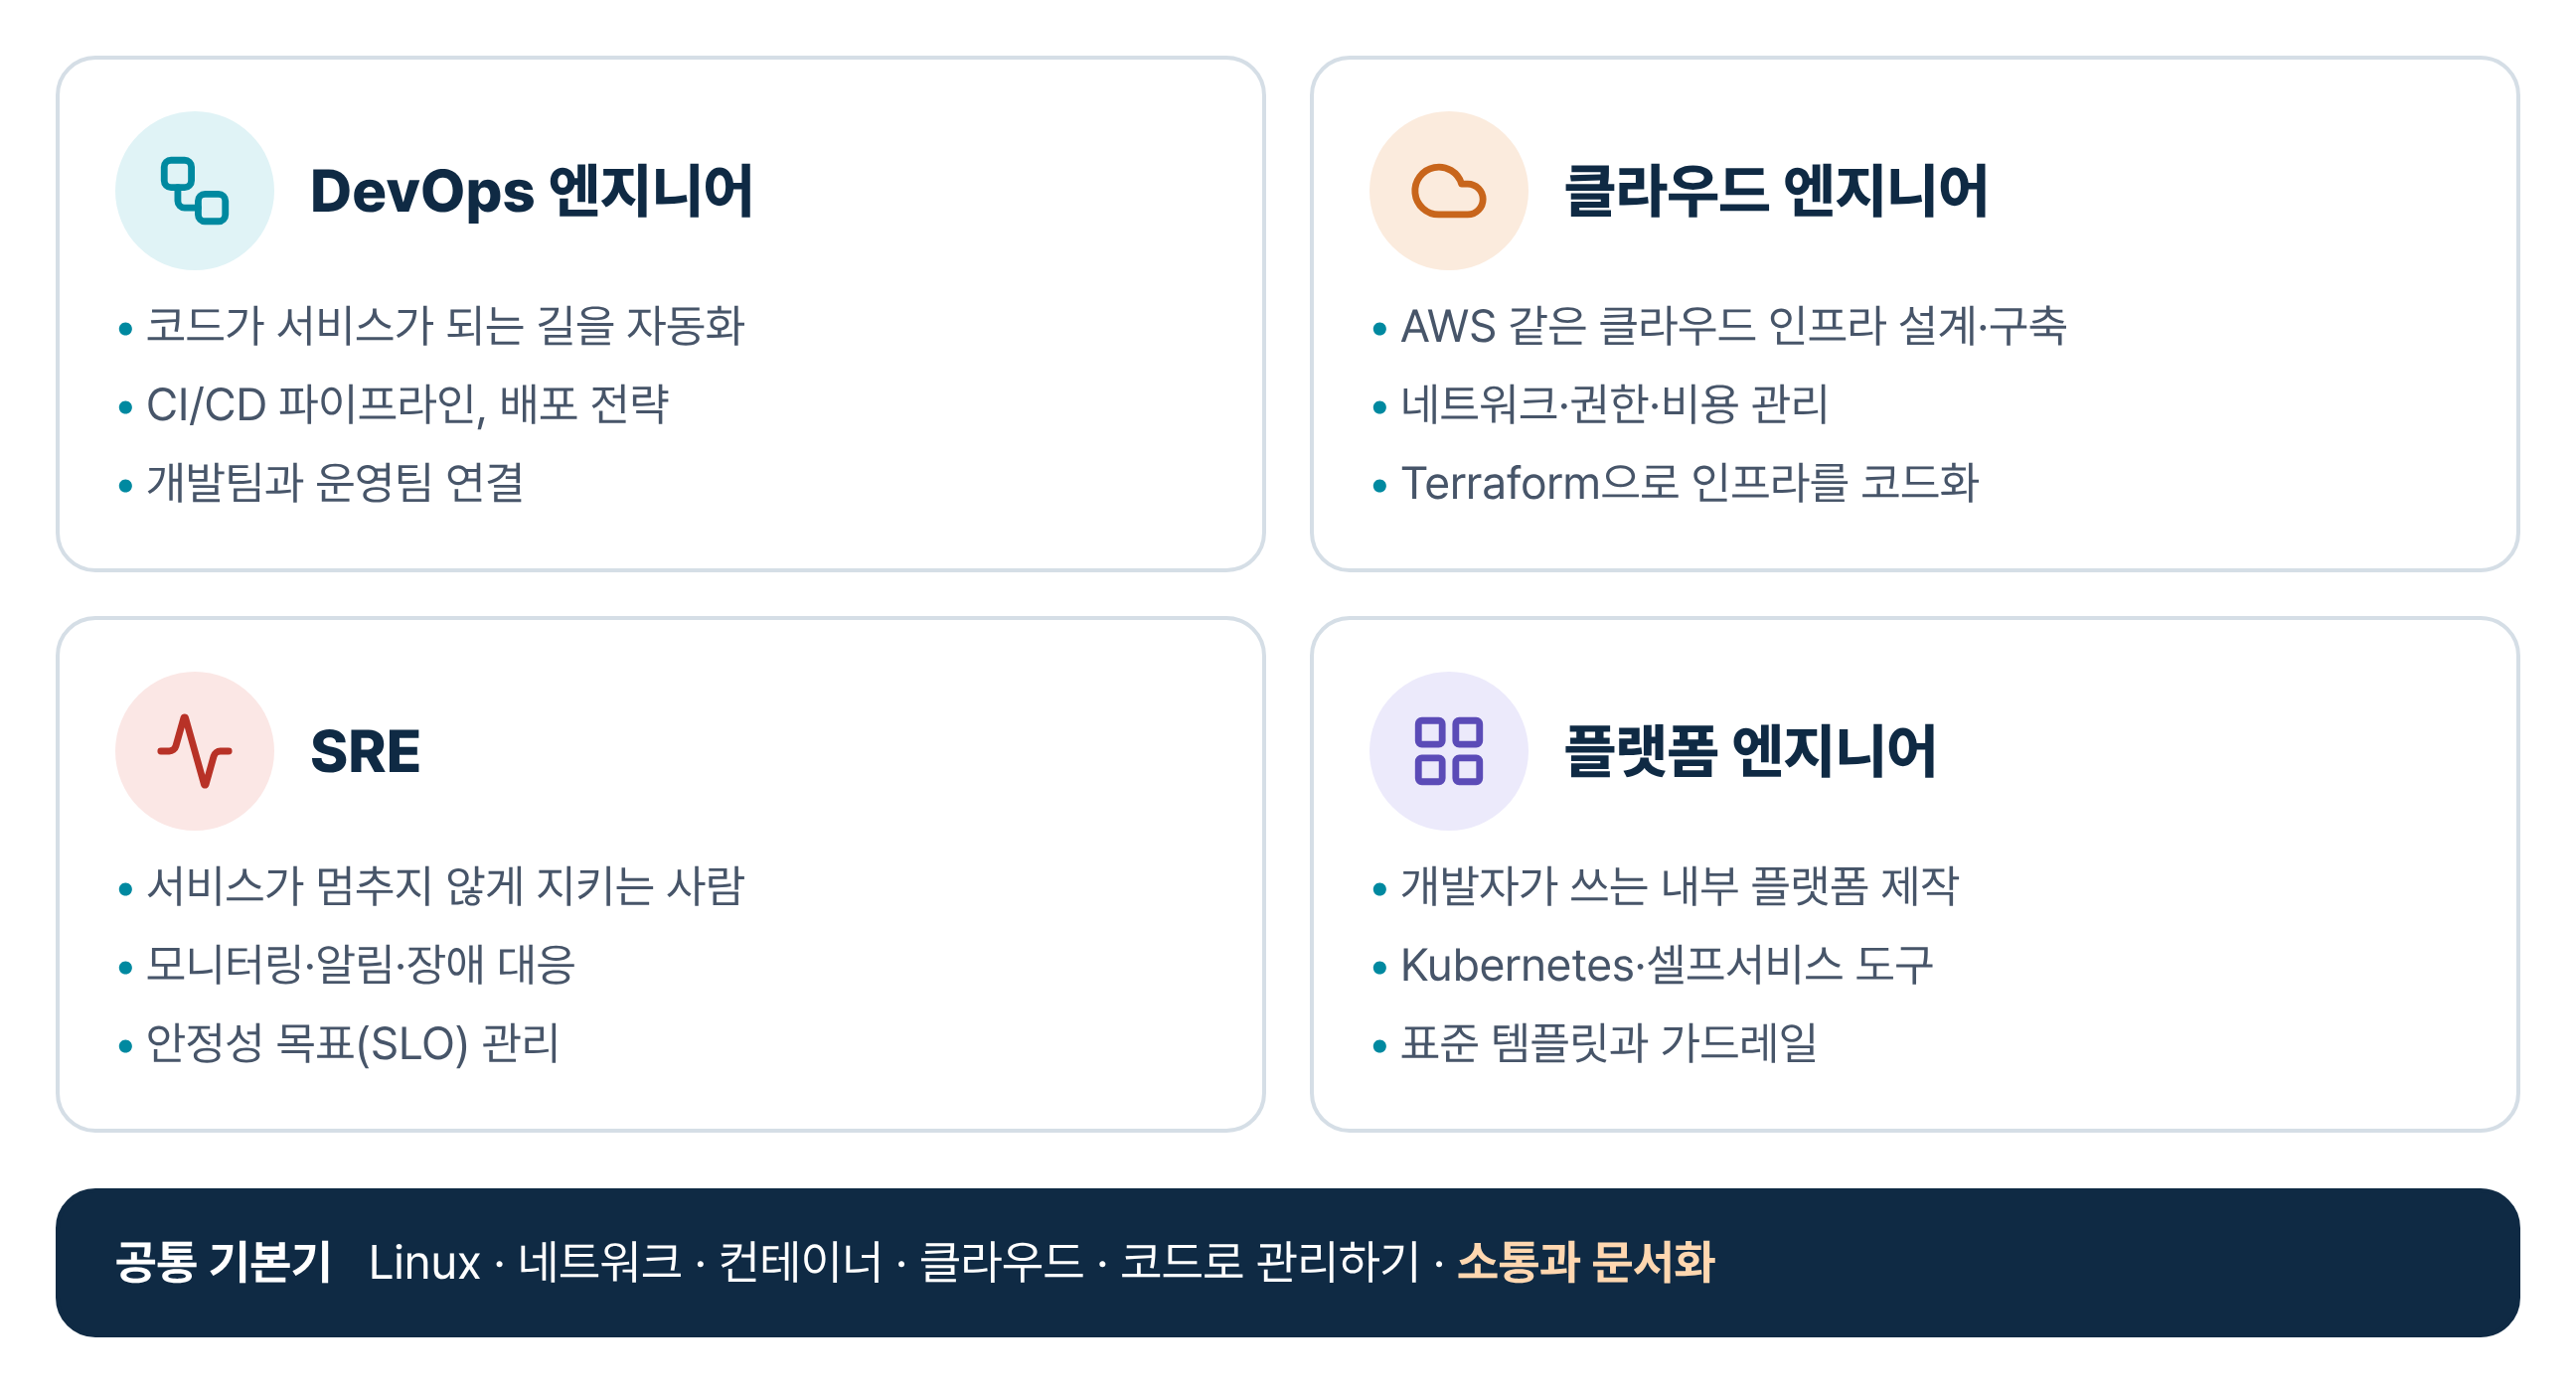 DevOps 엔지니어
• 코드가 서비스가 되는 길을 자동화
• CI/CD 파이프라인, 배포 전략
• 개발팀과 운영팀 연결
클라우드 엔지니어
• AWS 같은 클라우드 인프라 설계·구축
• 네트워크·권한·비용 관리
• Terraform으로 인프라를 코드화
SRE
• 서비스가 멈추지 않게 지키는 사람
• 모니터링·알림·장애 대응
• 안정성 목표(SLO) 관리
플랫폼 엔지니어
• 개발자가 쓰는 내부 플랫폼 제작
• Kubernetes·셀프서비스 도구
• 표준 템플릿과 가드레일
공통 기본기 Linux · 네트워크 · 컨테이너 · 클라우드 · 코드로 관리하기 · 소통과 문서화